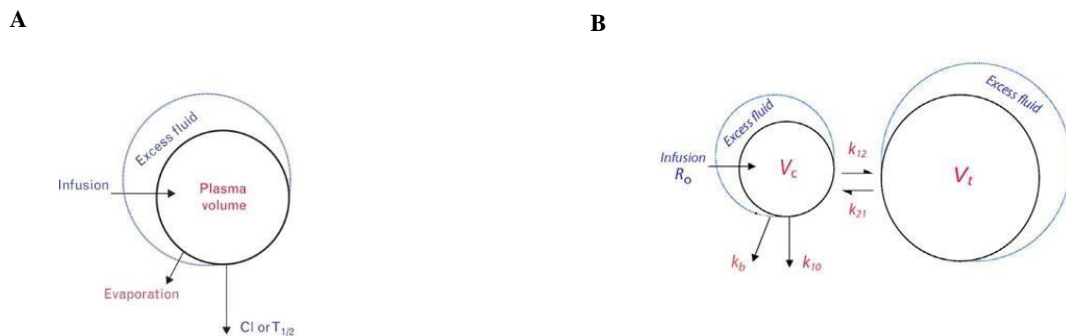 A
Excess fluid
Infusion
Plasma
volume
Evaporation
Cl or T1/2
B
Excess fluid
Excess fluid
Infusion
Ro
Vc
k12
k21
Vt
kb
k10